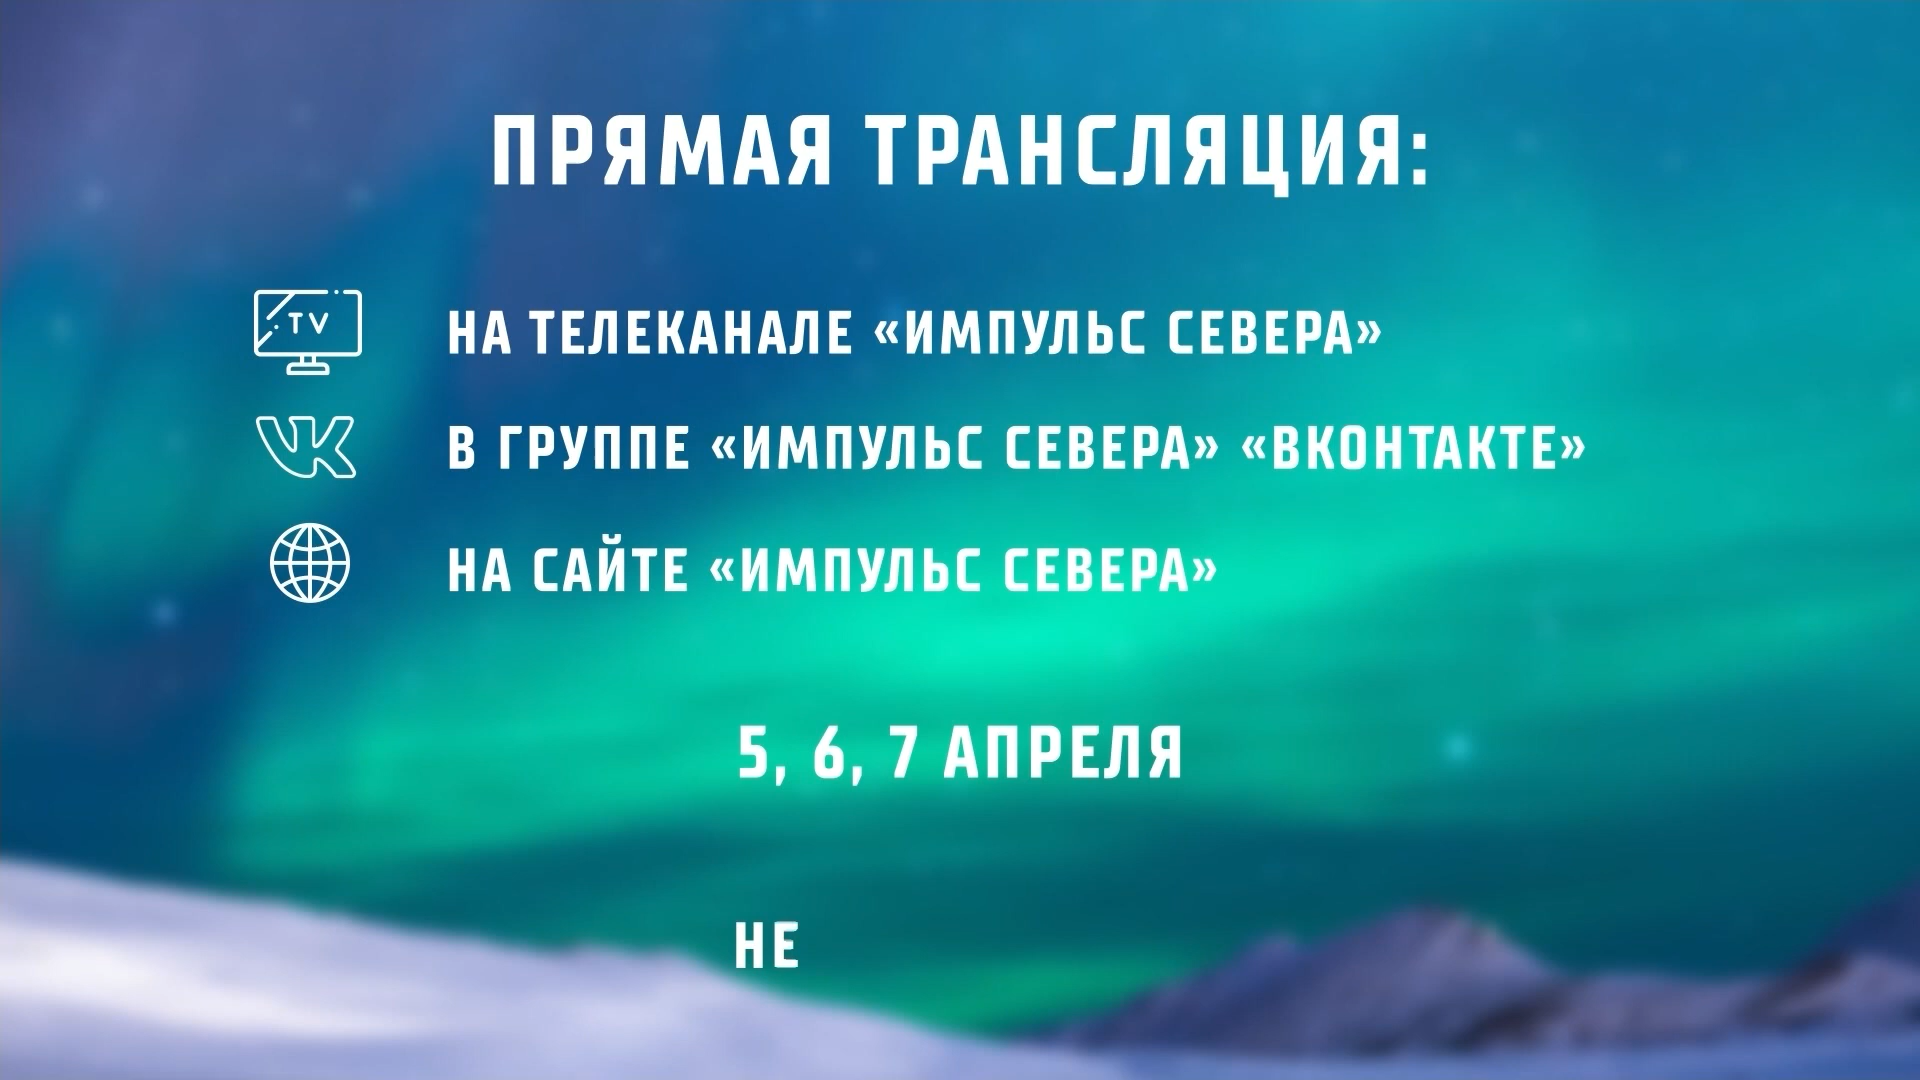 ПРЯМАЯ ТРАНСЛЯЦИЯ:
TV
НА ТЕЛЕКАНАЛЕ «ИМПУЛЬС СЕВЕРА»
В ГРУППЕ «ИМПУЛЬС СЕВЕРА» «ВКОНТАКТЕ»
НА САЙТЕ «ИМПУЛЬС СЕВЕРА»
5, 6, 7 АПРЕЛЯ
НЕ